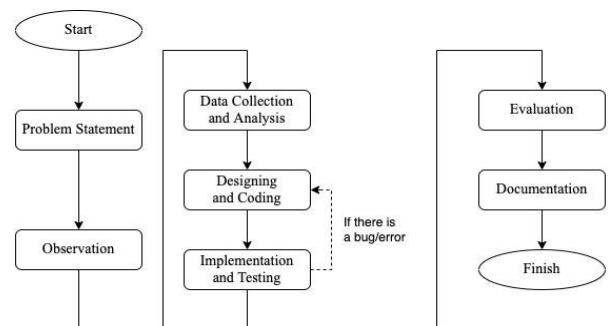 Start
Problem Statement
Observation
Data Collection
and Analysis
Designing
and Coding
If there is
a bug/error
Implementation
and Testing
Evaluation
Documentation
Finish